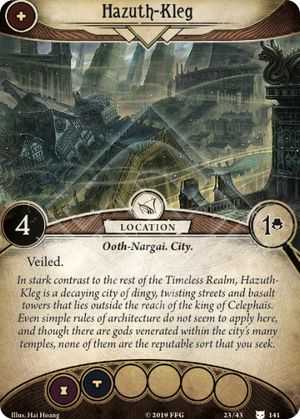 Hazuth-Kleg
4
LOCATION
1
Ooth-Nargai. City.
Veiled.
In stark contrast to the rest of the Timeless Realm, Hazuth-
Kleg is a decaying city of dingy, twisting streets and basalt
towers that lies outside the reach of the king of Celephaïs.
Even simple rules of architecture do not seem to apply here,
and though there are gods venerated within the city's many
temples, none of them are the reputable sort that you seek.
Illus. Hai Hoang
© 2019 FFG
23/43
141